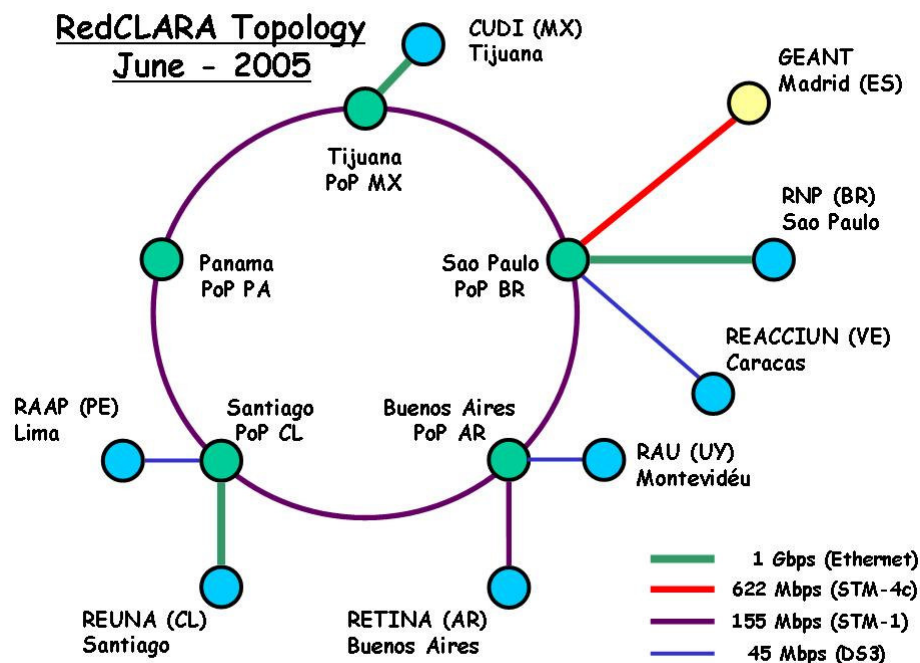 RedCLARA Topology
June - 2005
CUDI (MX)
Tijuana
GEANT
Madrid (ES)
Tijuana
PoP MX
RNP (BR)
Sao Paulo
Panama
PoP PA
Sao Paulo
PoP BR
REACCIUN (VE)
Caracas
RAAP (PE)
Lima
Santiago
PoP CL
Buenos Aires
PoP AR
RAU (UY)
Montevidéu
REUNA (CL)
Santiago
RETINA (AR)
Buenos Aires
1 Gbps (Ethernet)
622 Mbps (STM-4c)
155 Mbps (STM-1)
45 Mbps (DS3)